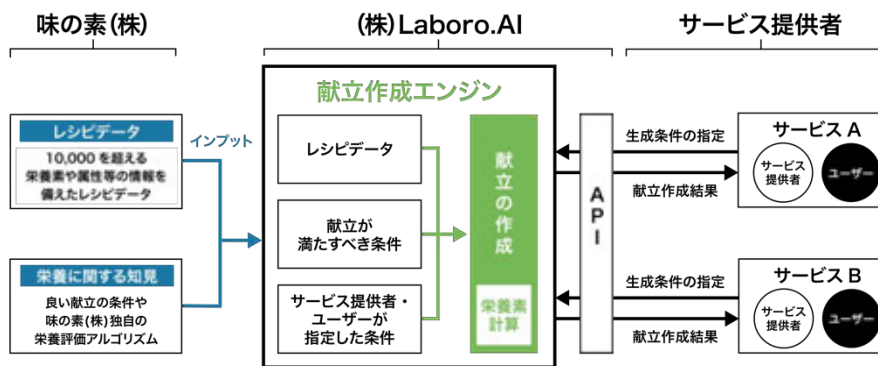 味の素(株)
(株)Laboro.AI
サービス提供者
レシピデータ
10,000を超える
栄養素や属性等の情報を
備えたレシピデータ
栄養に関する知見
良い献立の条件や
味の素(株)独自の
栄養評価アルゴリズム
インプット
献立作成エンジン
レシピデータ
献立が
満たすべき条件
サービス提供者・
ユーザーが
指定した条件
献立の作成
栄養素
計算
API
生成条件の指定
献立作成結果
サービスA
サービス
提供者
ユーザー
生成条件の指定
献立作成結果
サービスB
サービス
提供者
ユーザー